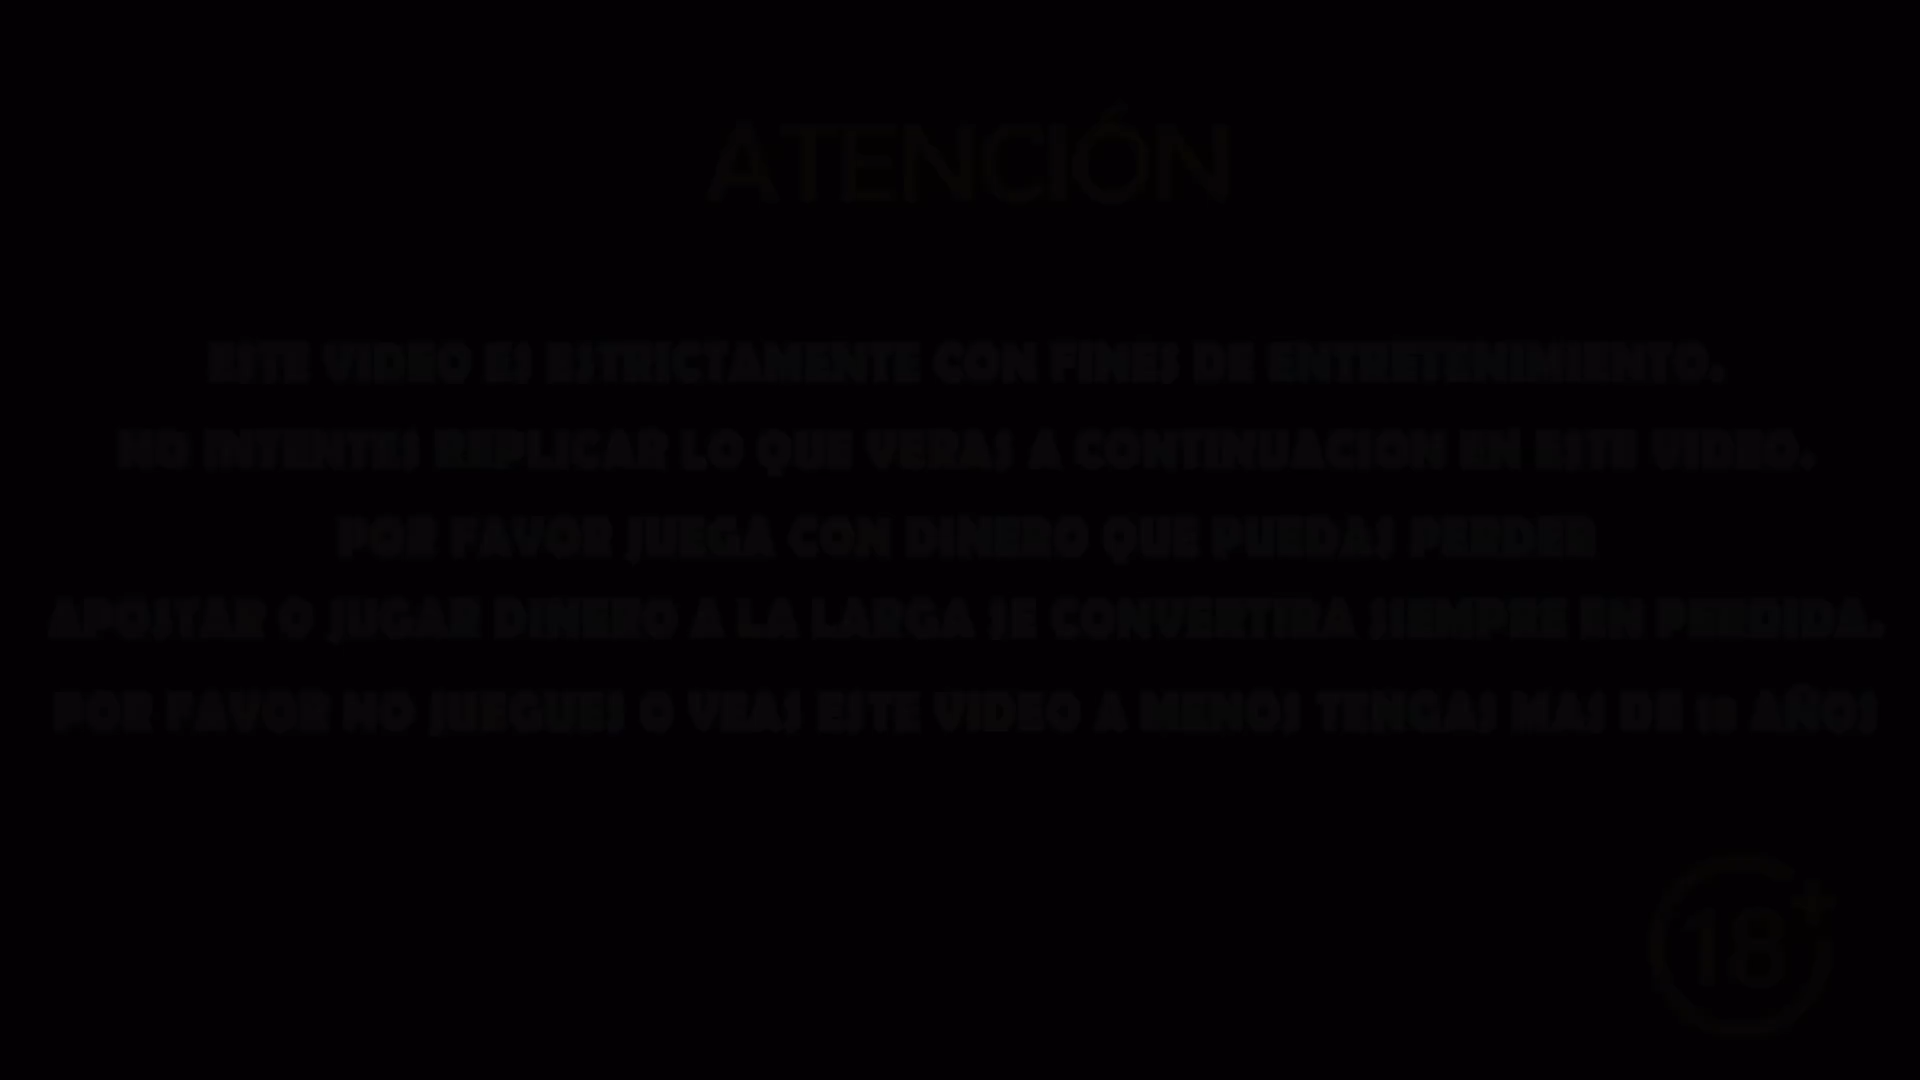 ATENCIÓN
ESTE VIDEO ES ESTRICTAMENTE CON FINES DE ENTRETENIMIENTO.
NO INTENTES REPLICAR LO QUE VERAS A CONTINUACION EN ESTE VIDEO.
POR FAVOR JUEGA CON DINERO QUE PUEDAS PERDER
APOSTAR O JUGAR DINERO A LA LARGA SE CONVERTIRA SIEMPRE EN PERDIDA.
POR FAVOR NO JUEGUES O VEAS ESTE VIDEO A MENOS TENGAS MAS DE 18 AÑOS
18+